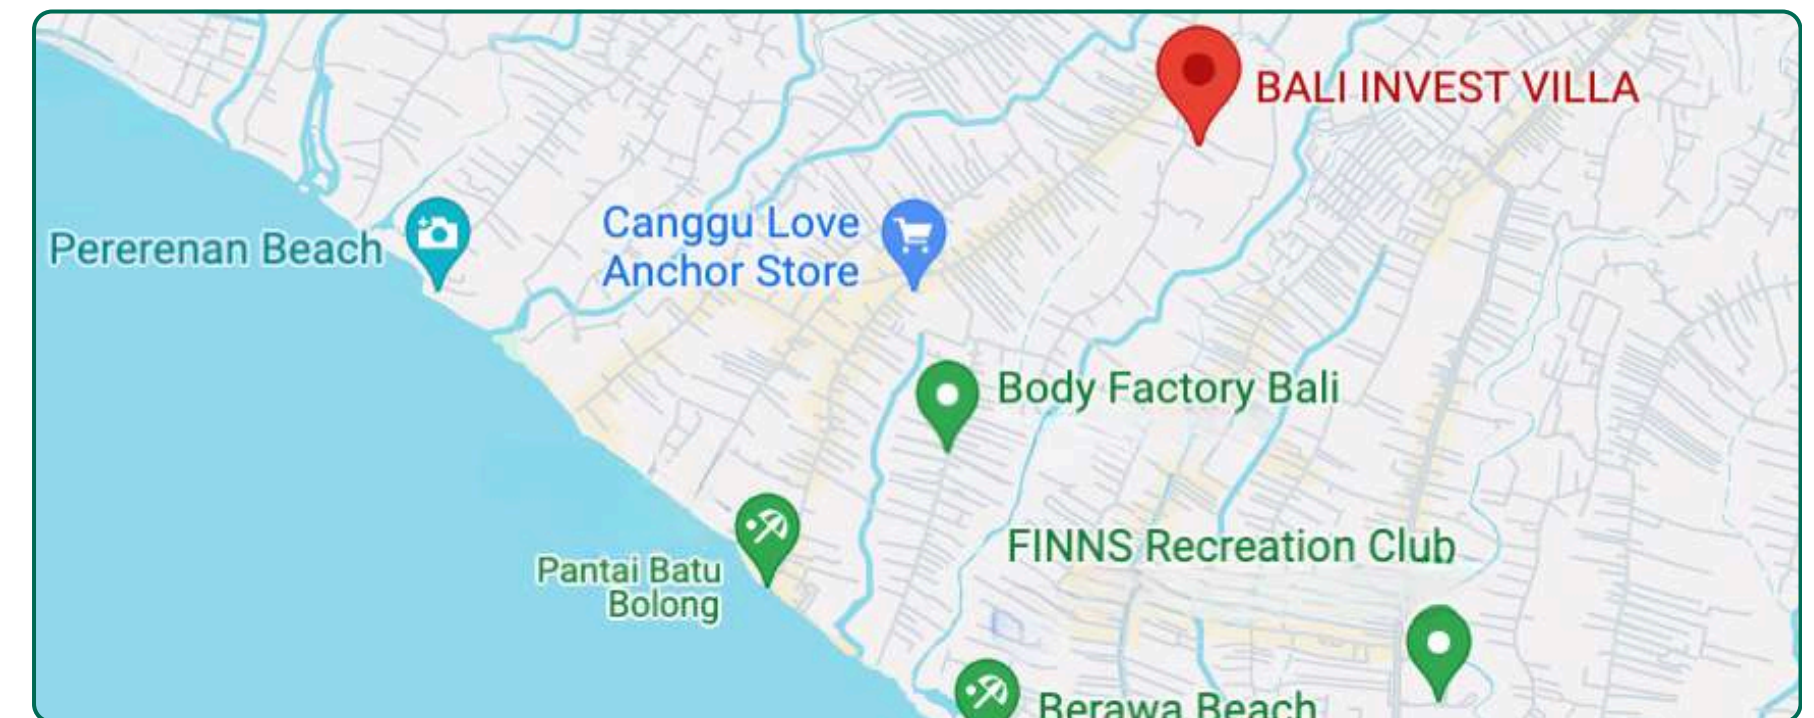 BALI INVEST VILLA
Pererenan Beach
Canggu Love
Anchor Store
Body Factory Bali
FINNS Recreation Club
Pantai Batu
Bolong
Berawa Beach